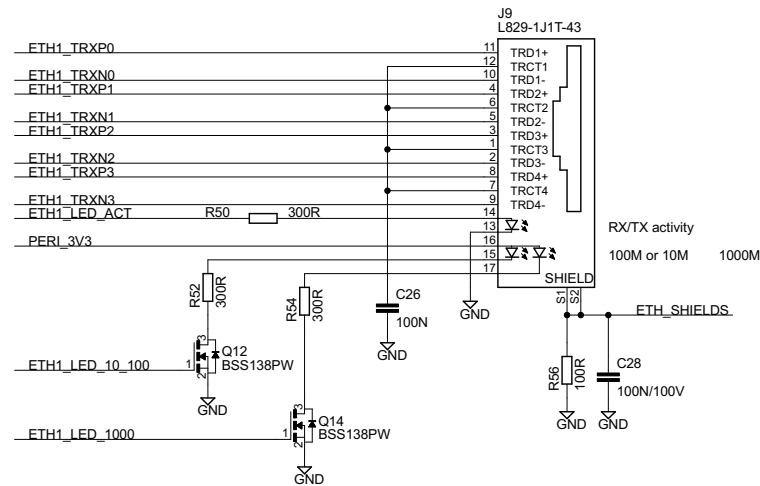 J9
L829-1J1T-43
ETH1_TRXP0 11 TRD1+
12 TRCT1
ETH1_TRXN0 10 TRD1-
ETH1_TRXP1 4 TRD2+
6 TRCT2
ETH1_TRXN1 5 TRD2-
ETH1_TRXP2 3 TRD3+
1 TRCT3
ETH1_TRXN2 2 TRD3-
ETH1_TRXP3 8 TRD4+
7 TRCT4
ETH1_TRXN3 9 TRD4-
ETH1_LED_ACT R50 300R 14
13 RX/TX activity
PERI_3V3 16
15 100M or 10M 1000M
17
SHIELD
S1 S2
ETH_SHIELDS
R52 300R
R54 300R
C26
100N
GND
GND
R56 100R
C28
100N/100V
GND GND
ETH1_LED_10_100 1 3 2 Q12
BSS138PW
GND
ETH1_LED_1000 1 3 2 Q14
BSS138PW
GND